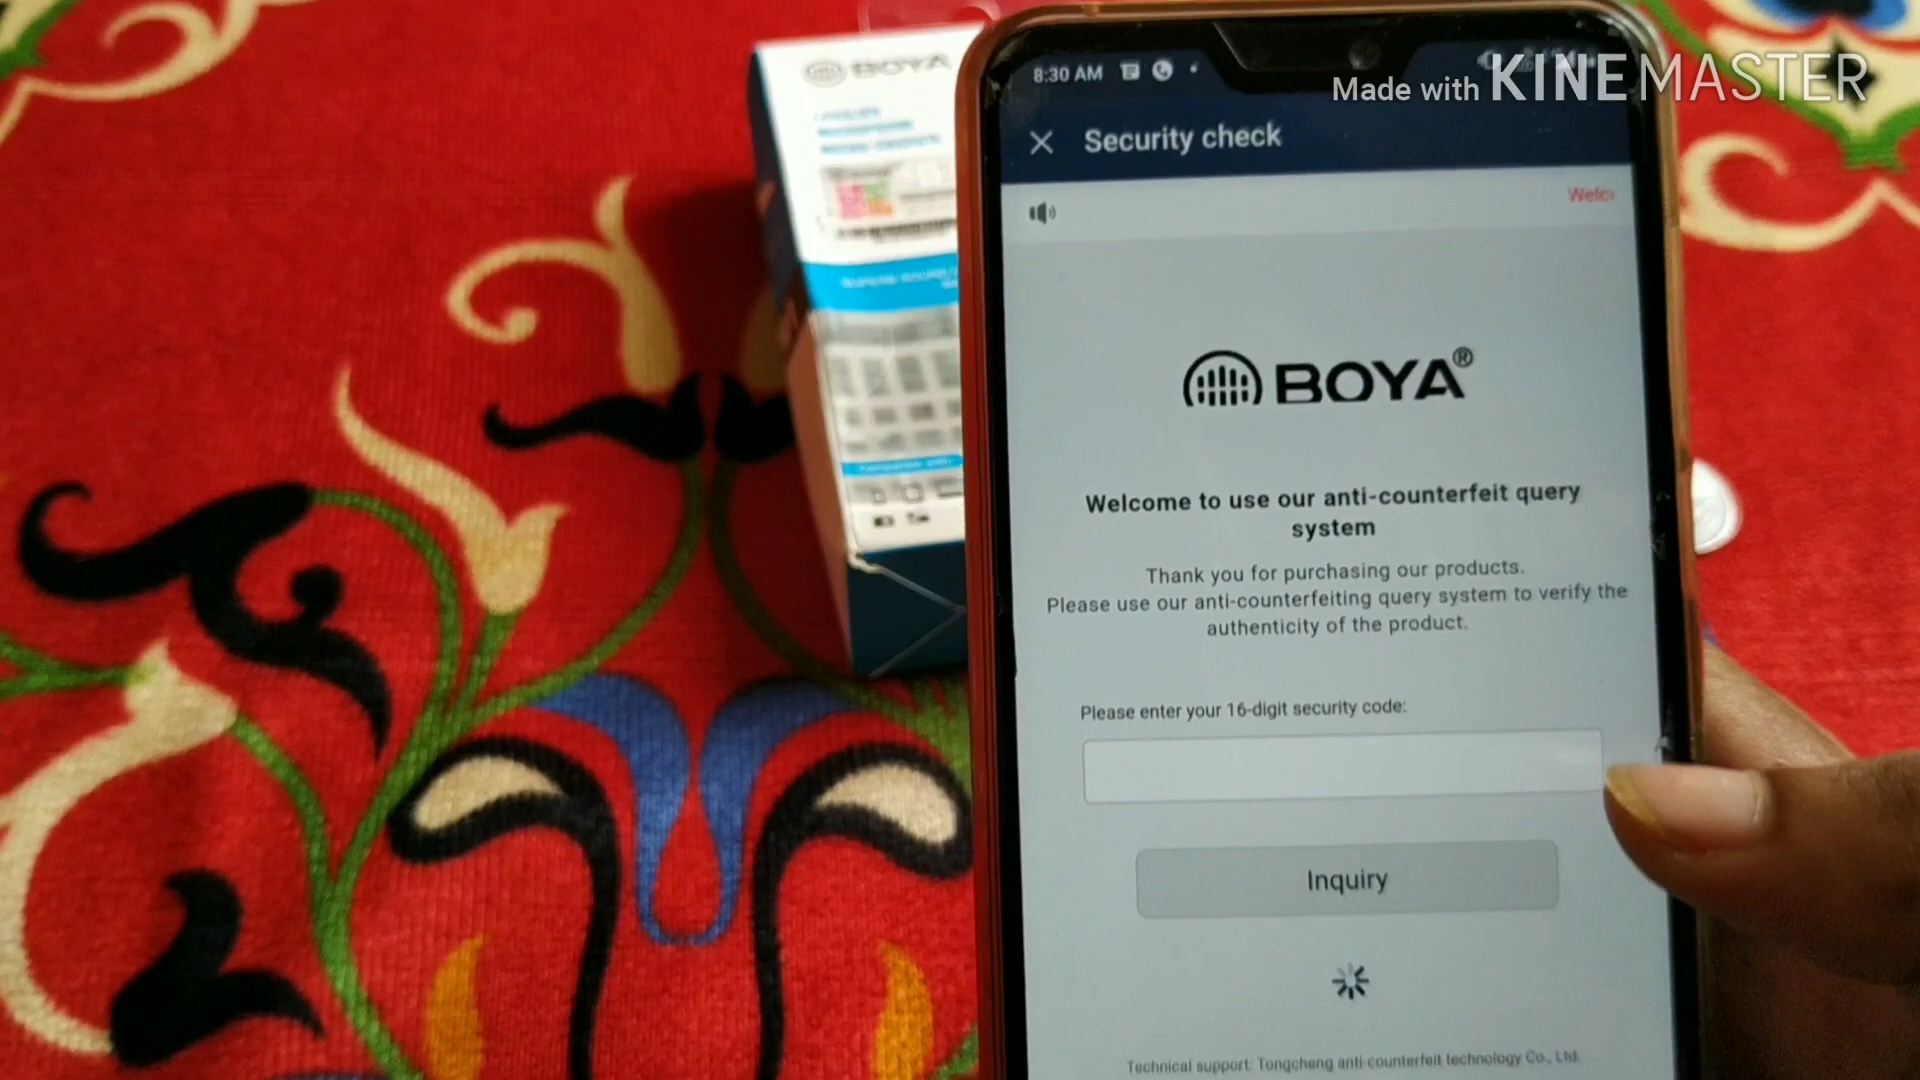 BOYA
8:30 AM
Made with KINEMASTER
Security check
Welc
BOYA®
Welcome to use our anti-counterfeit query
system
Thank you for purchasing our products.
Please use our anti-counterfeiting query system to verify the
authenticity of the product.
Please enter your 16-digit security code:
Inquiry
Technical support: Tongcheng anti-counterfeit technology Co., Ltd.